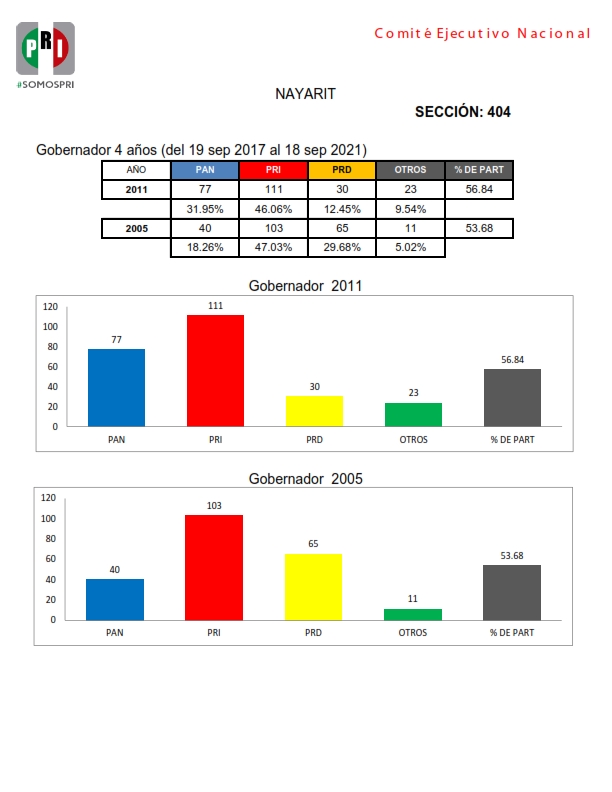 PRI
#SOMOSPRI
Comité Ejecutivo Nacional
NAYARIT
SECCIÓN: 404
Gobernador 4 años (del 19 sep 2017 al 18 sep 2021)
AÑO PAN PRI PRD OTROS % DE PART
2011 77 111 30 23 56.84
31.95% 46.06% 12.45% 9.54%
2005 40 103 65 11 53.68
18.26% 47.03% 29.68% 5.02%
Gobernador 2011
120
100
80
60
40
20
0
77
111
30
23
56.84
PAN PRI PRD OTROS % DE PART
Gobernador 2005
120
100
80
60
40
20
0
40
103
65
11
53.68
PAN PRI PRD OTROS % DE PART